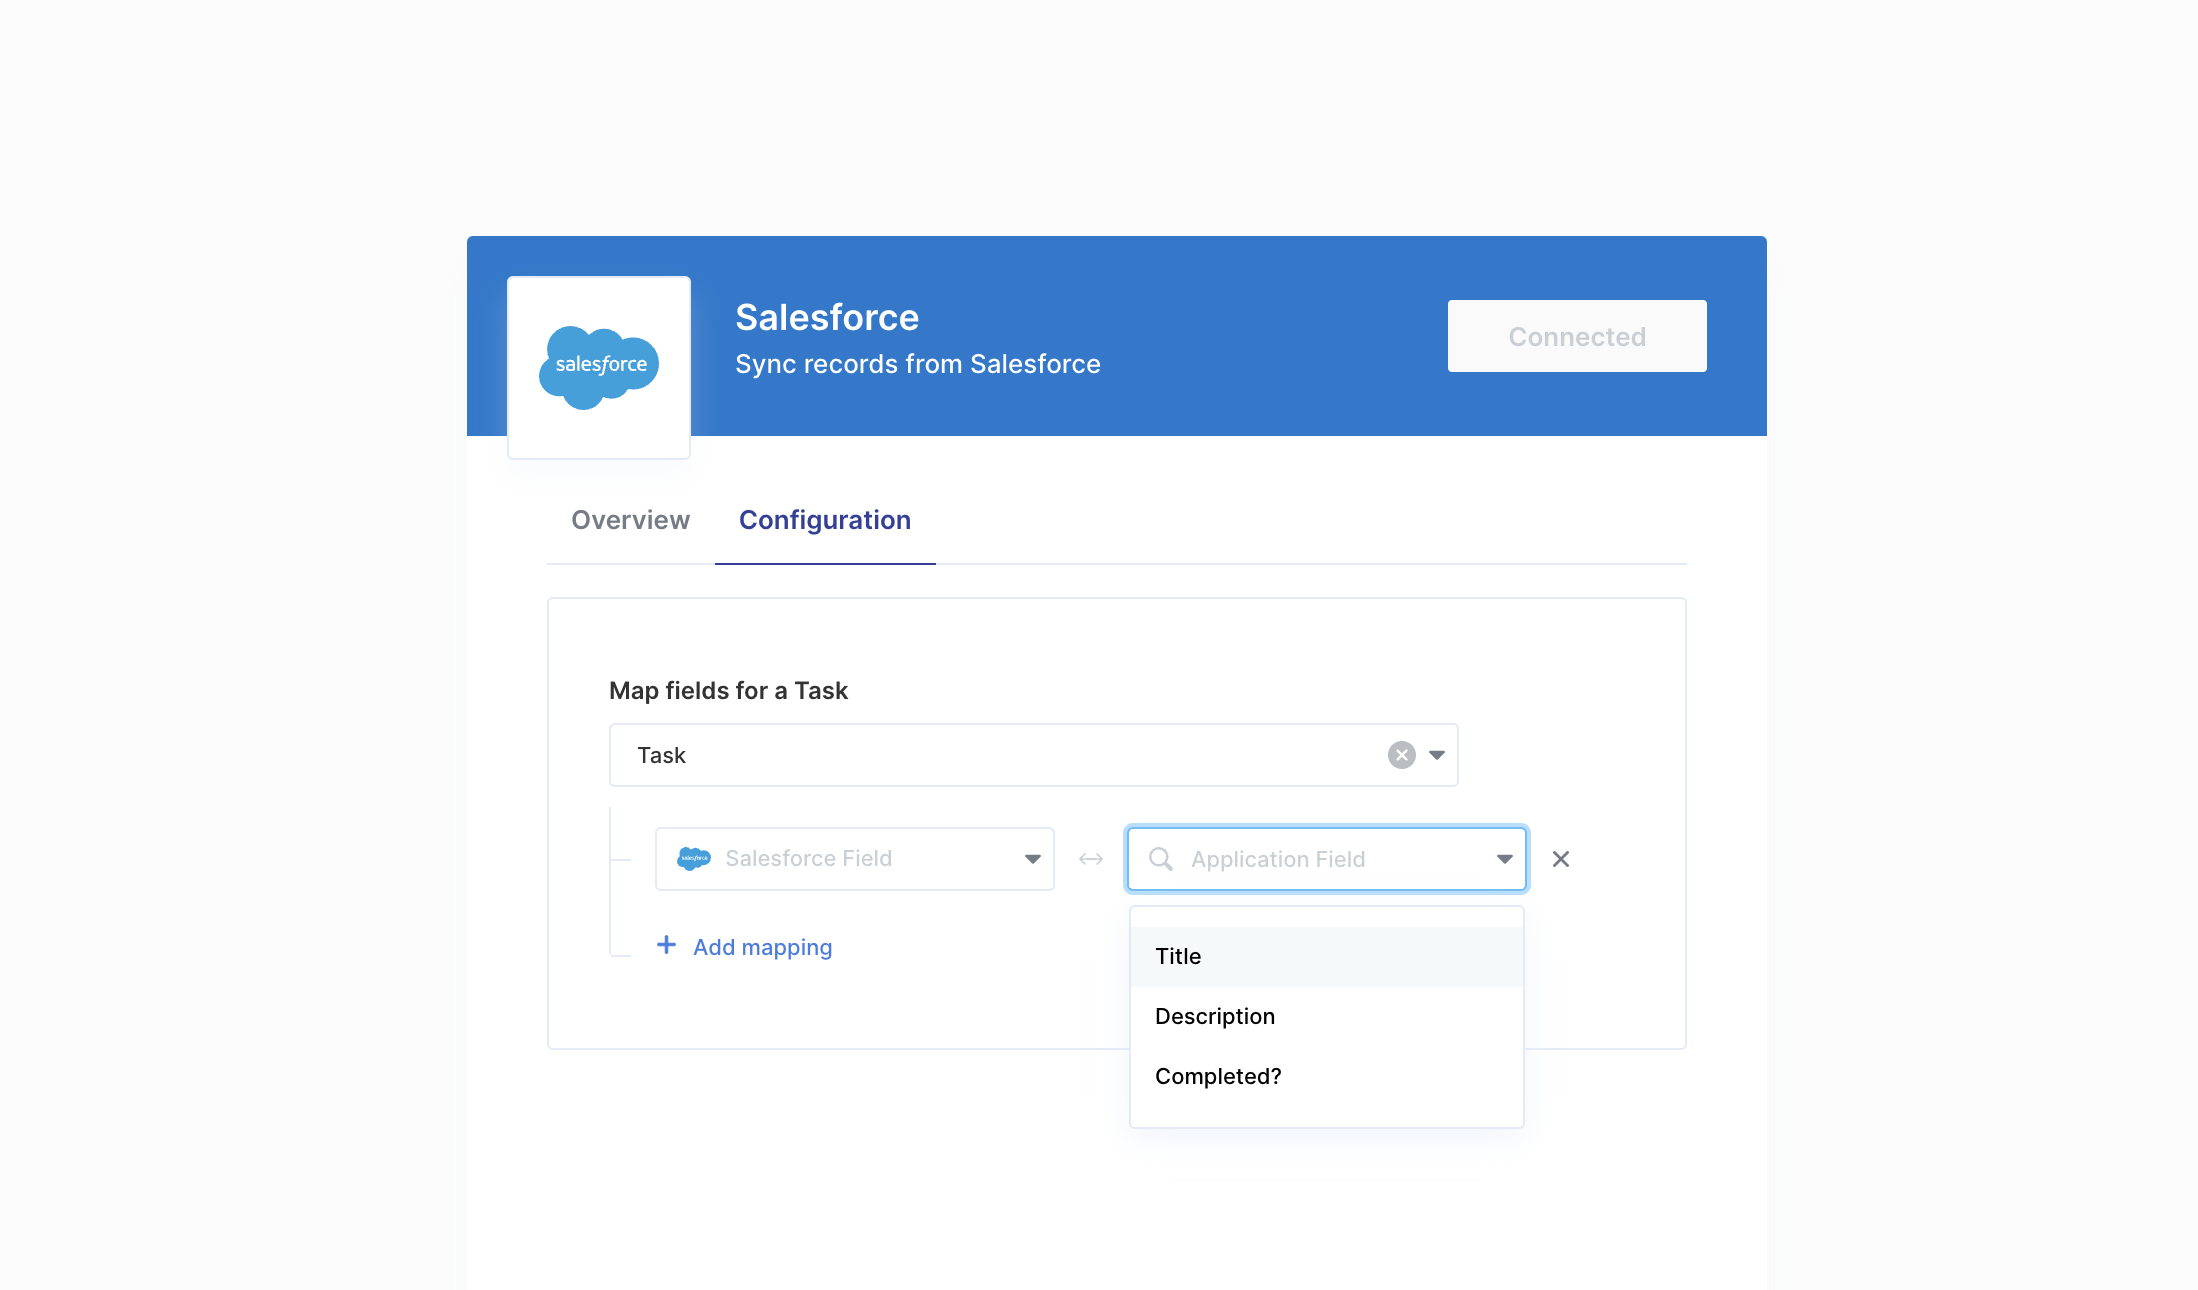 salesforce
Salesforce
Sync records from Salesforce
Connected
Overview
Configuration
Map fields for a Task
Task
salesforce
Salesforce Field
Application Field
Add mapping
Title
Description
Completed?